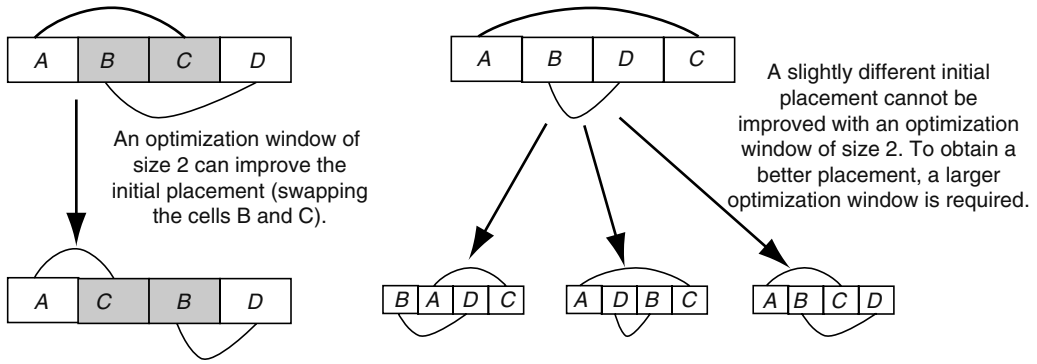 A B C D
An optimization window of
size 2 can improve the
initial placement (swapping
the cells B and C).
A C B D
A B D C
A slightly different initial
placement cannot be
improved with an optimization
window of size 2. To obtain a
better placement, a larger
optimization window is required.
B A D C
A D B C
A B C D